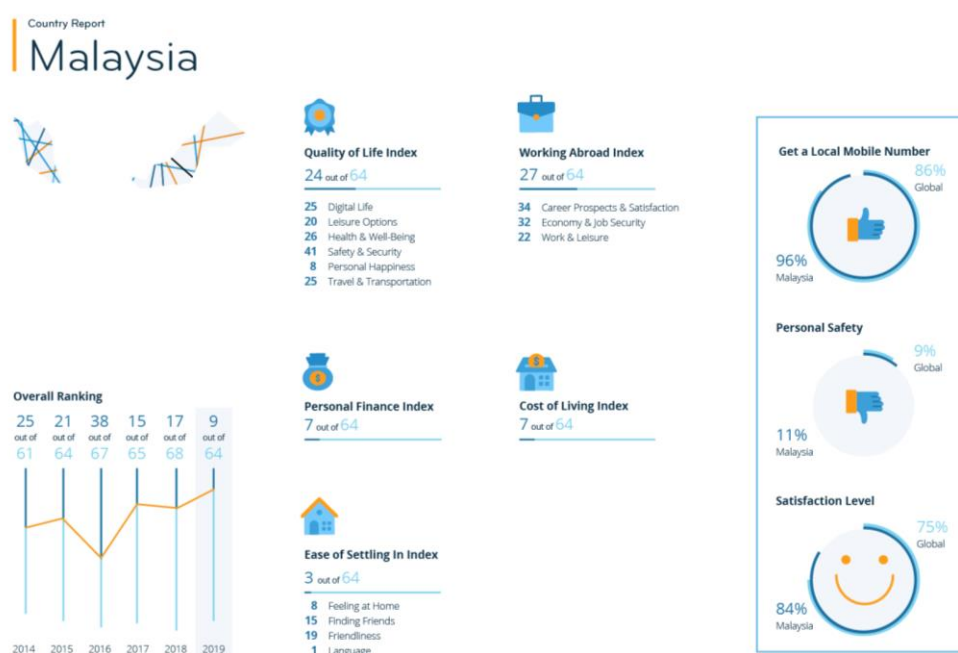 Country Report
Malaysia
Quality of Life Index
24 out of 64
25 Digital Life
20 Leisure Options
26 Health & Well-Being
41 Safety & Security
8 Personal Happiness
25 Travel & Transportation
Working Abroad Index
27 out of 64
34 Career Prospects & Satisfaction
32 Economy & Job Security
22 Work & Leisure
Personal Finance Index
7 out of 64
Cost of Living Index
7 out of 64
Ease of Settling In Index
3 out of 64
8 Feeling at Home
15 Finding Friends
19 Friendliness
1 Language
Overall Ranking
25 21 38 15 17 9
out of out of out of out of out of out of
61 64 67 65 68 64
2014 2015 2016 2017 2018 2019
Get a Local Mobile Number
86%
Global
96%
Malaysia
Personal Safety
9%
Global
11%
Malaysia
Satisfaction Level
75%
Global
84%
Malaysia